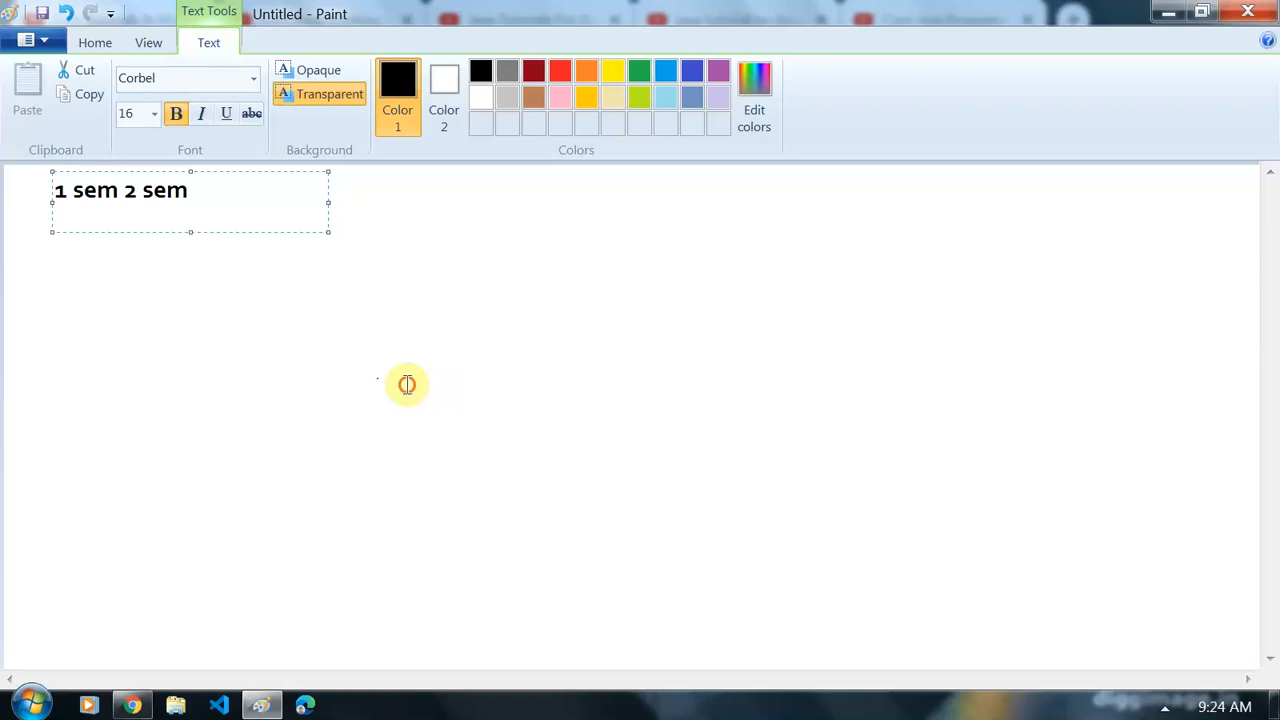 Text Tools
Untitled - Paint
Home View Text
Paste
Cut
Copy
Clipboard
Corbel
16 B I U abc
Font
Opaque
Transparent
Background
Color
1
Color
2
Edit
colors
Colors
1 sem 2 sem
9:24 AM